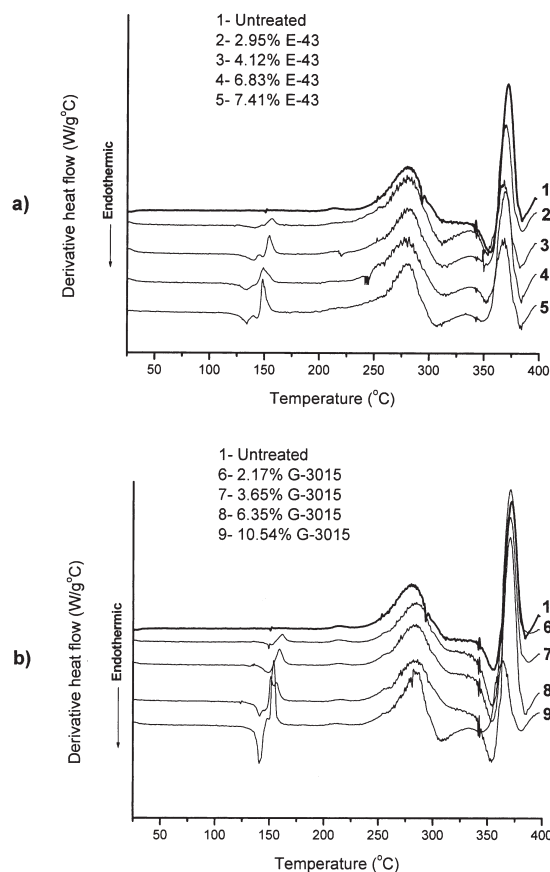 1- Untreated
2- 2.95% E-43
3- 4.12% E-43
4- 6.83% E-43
5- 7.41% E-43
a)
Derivative heat flow (W/g°C)
Endothermic
1
2
3
4
5
50 100 150 200 250 300 350 400
Temperature (°C)
1- Untreated
6- 2.17% G-3015
7- 3.65% G-3015
8- 6.35% G-3015
9- 10.54% G-3015
b)
Derivative heat flow (W/g°C)
Endothermic
1
6
7
8
9
50 100 150 200 250 300 350 400
Temperature (°C)